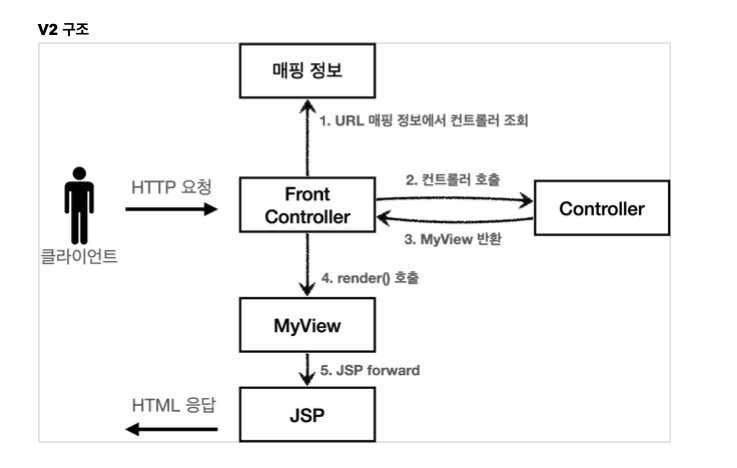 V2 구조
매핑 정보
1. URL 매핑 정보에서 컨트롤러 조회
HTTP 요청
Front
Controller
2. 컨트롤러 호출
Controller
3. MyView 반환
클라이언트
4. render() 호출
MyView
5. JSP forward
HTML 응답
JSP